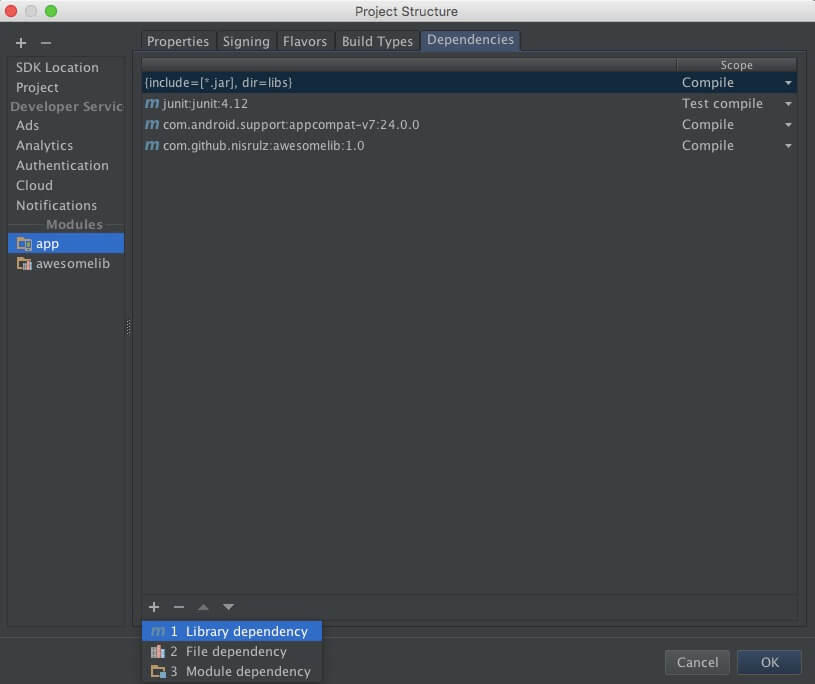 Project Structure
+ −
Properties Signing Flavors Build Types Dependencies
SDK Location
Project
Developer Servic
Ads
Analytics
Authentication
Cloud
Notifications
Modules
app
awesomelib
Scope
{include=[*.jar], dir=libs} Compile
m junit:junit:4.12 Test compile
m com.android.support:appcompat-v7:24.0.0 Compile
m com.github.nisrulz:awesomelib:1.0 Compile
+ −
m 1 Library dependency
2 File dependency
3 Module dependency
Cancel OK